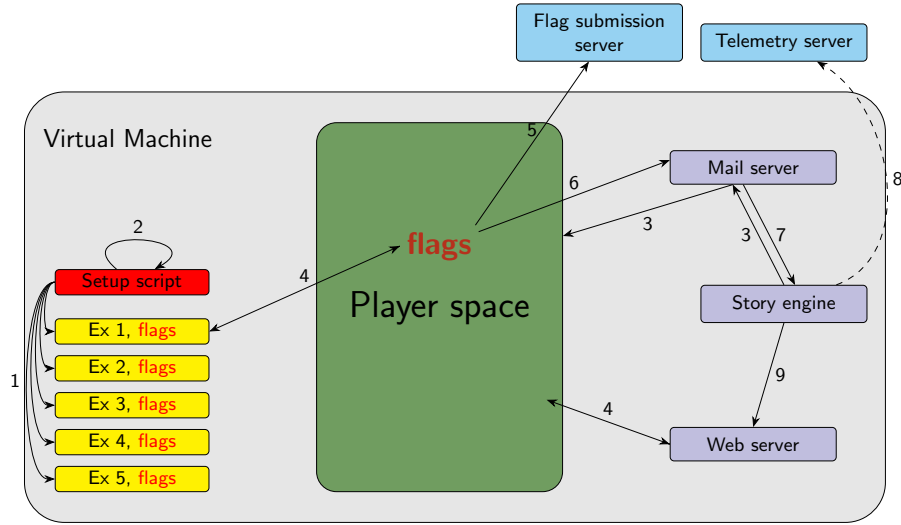 Flag submission
server
Telemetry server
5
Virtual Machine
Mail server
6
8
2
3
3
7
flags
4
Setup script
Player space
Story engine
Ex 1, flags
Ex 2, flags
1
9
Ex 3, flags
4
Ex 4, flags
Web server
Ex 5, flags